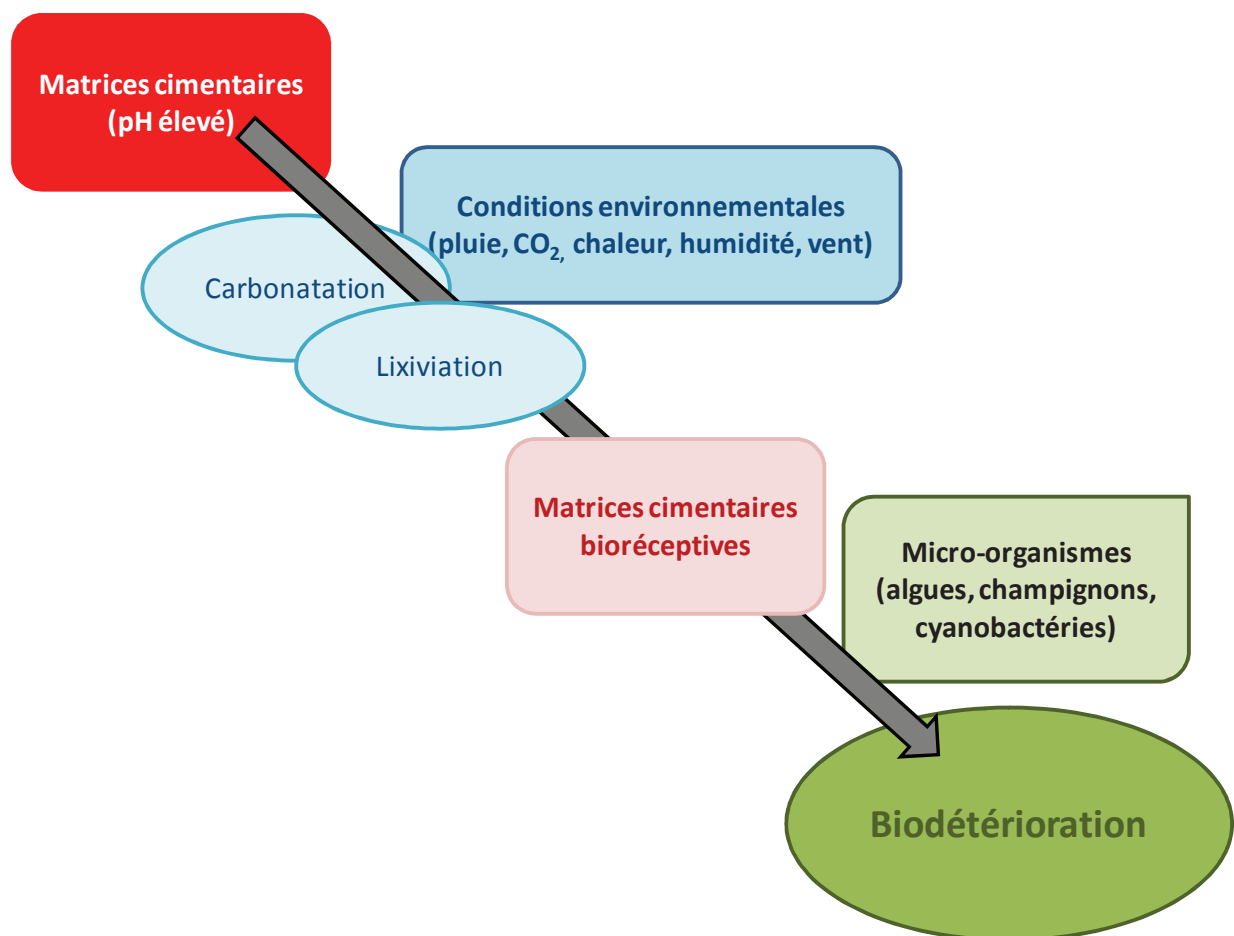 Matrices cimentaires
(pH élevé)
Conditions environnementales
(pluie, CO₂, chaleur, humidité, vent)
Carbonatation
Lixiviation
Matrices cimentaires
bioréceptives
Micro-organismes
(algues, champignons,
cyanobactéries)
Biodétérioration